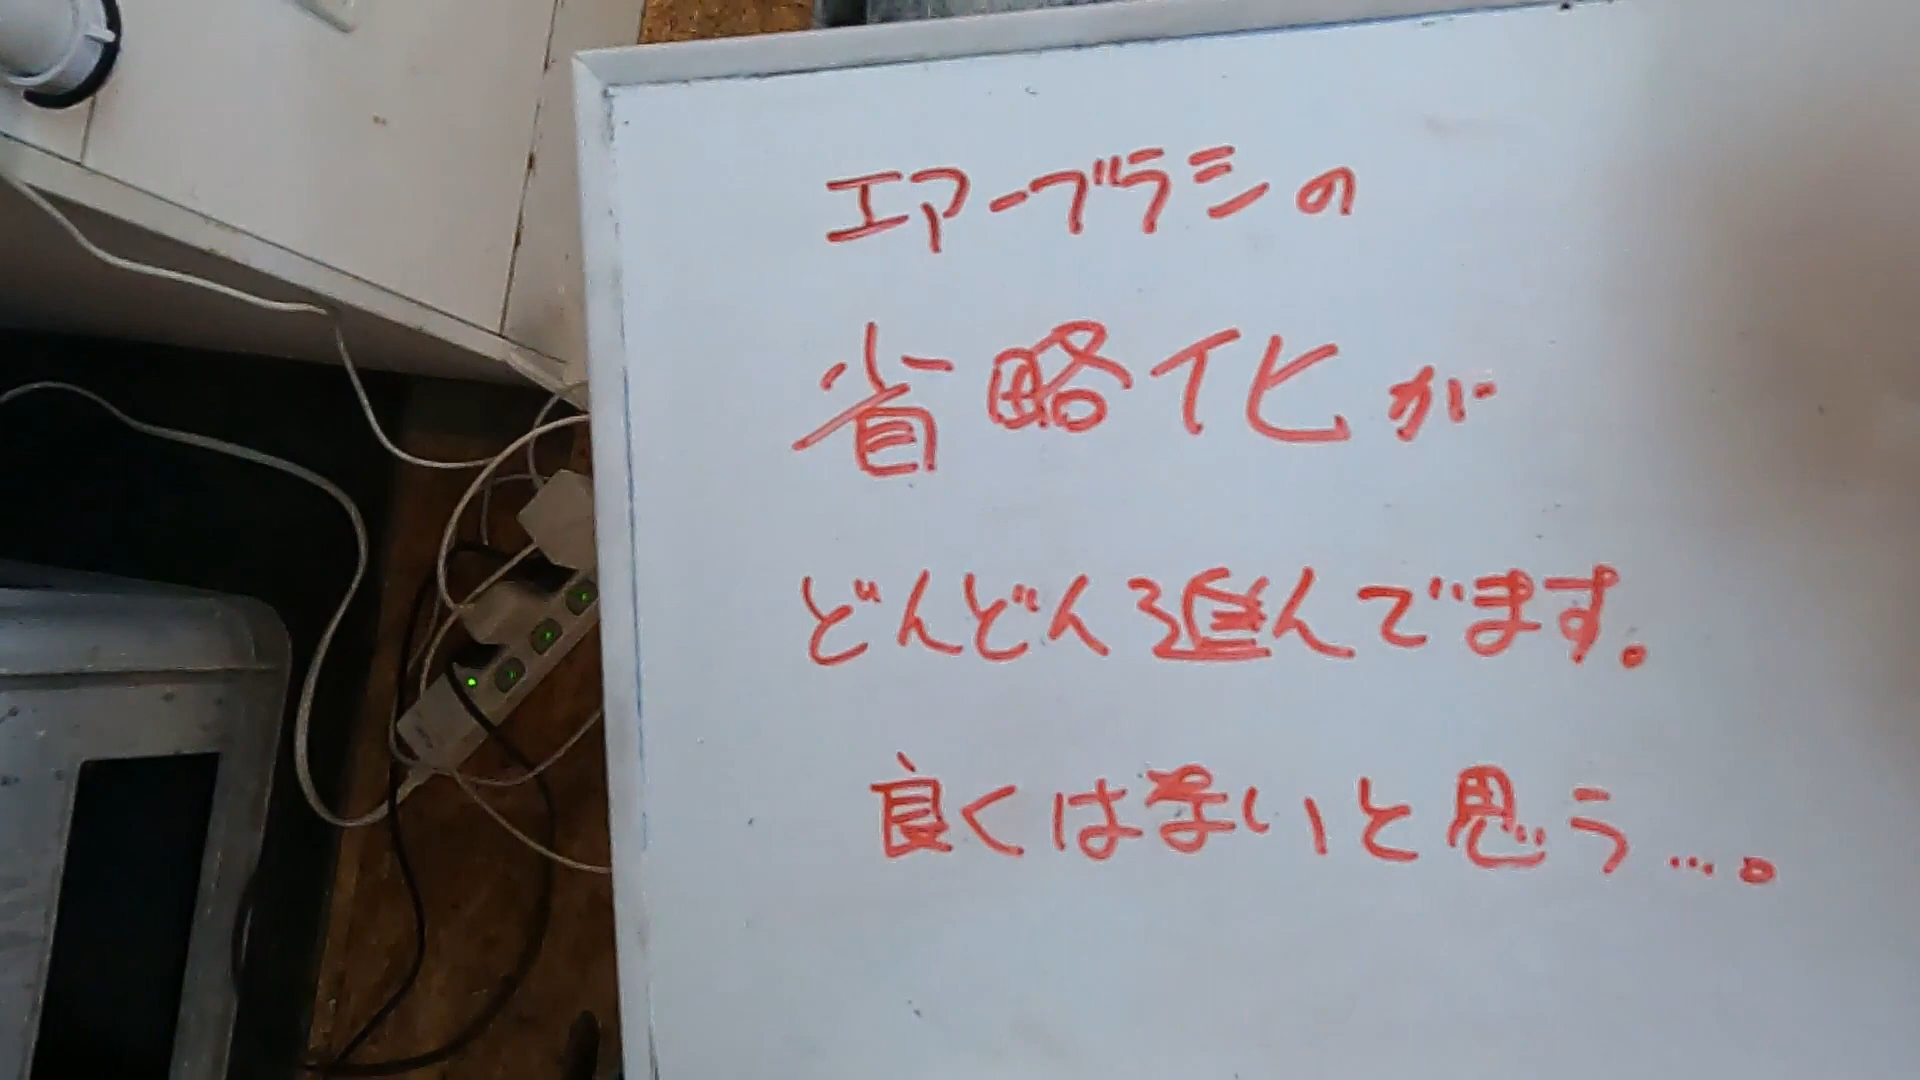 エアーブラシの
省略化が
どんどん進んでます。
良くはないと思う…。